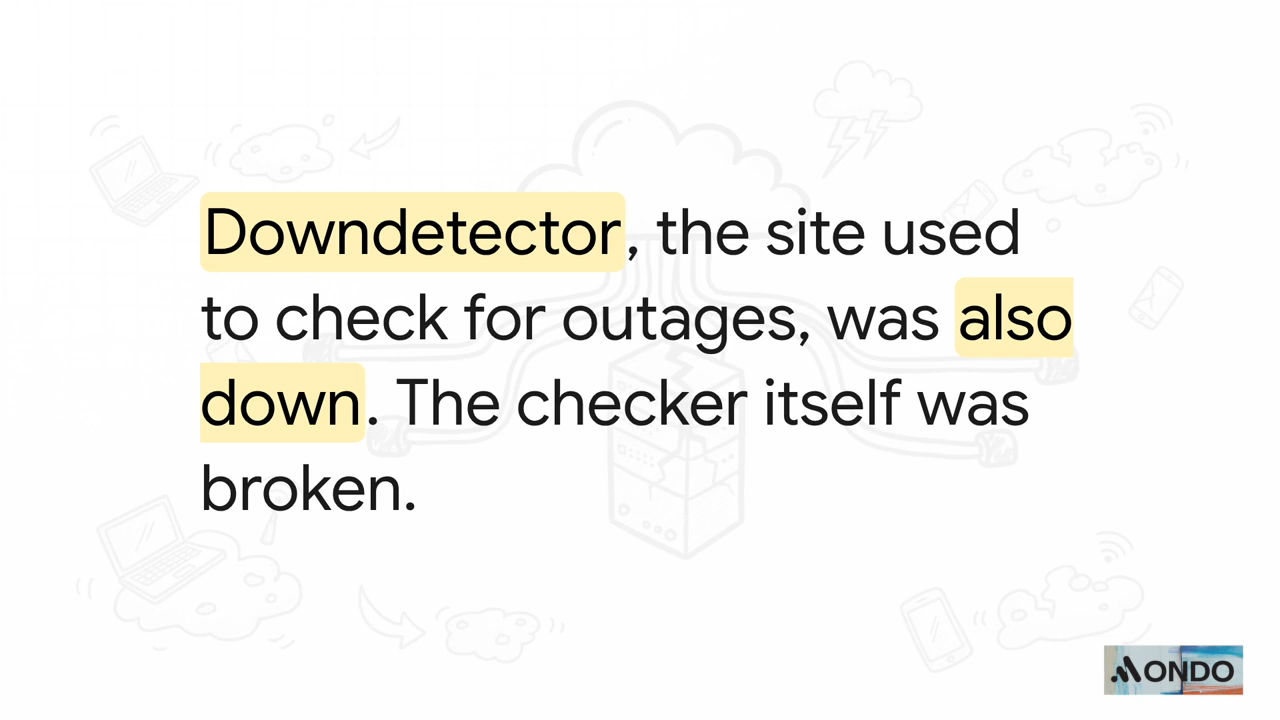 Downdetector, the site used
to check for outages, was also
down. The checker itself was
broken.
MONDO